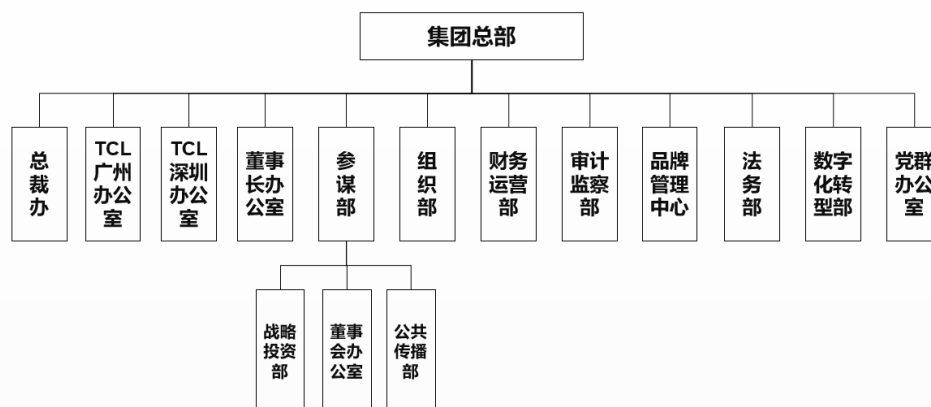 集团总部
总
裁
办
TCL
广州
办公
室
TCL
深圳
办公
室
董事
长办
公室
参
谋
部
组
织
部
财务
运营
部
审计
监察
部
品牌
管理
中心
法
务
部
数字
化转
型部
党群
办公
室
战略
投资
部
董事
会办
公室
公共
传播
部